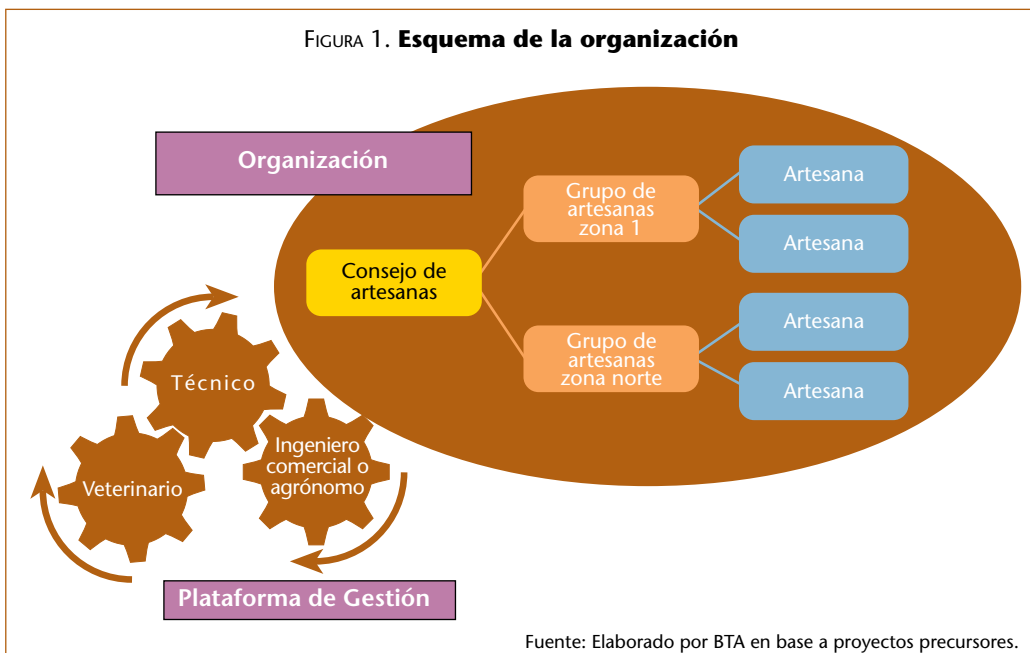 FIGURA 1. Esquema de la organización
Organización
Consejo de
artesanas
Grupo de
artesanas
zona 1
Grupo de
artesanas
zona norte
Artesana
Artesana
Artesana
Artesana
Técnico
Veterinario
Ingeniero
comercial o
agrónomo
Plataforma de Gestión
Fuente: Elaborado por BTA en base a proyectos precursores.